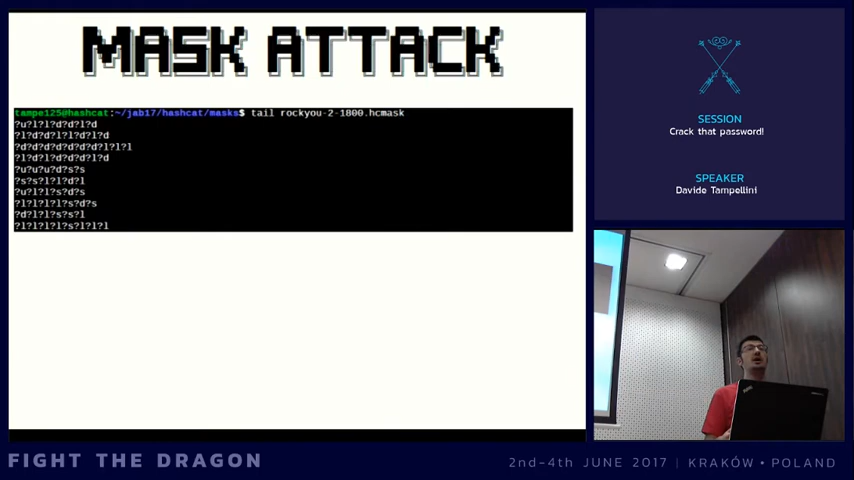 MASK ATTACK
tampe125@hashcat:~/jab17/hashcat/masks$ tail rockyou-2-1800.hcmask
?u?l?l?d?d?l?d
?l?d?d?l?l?d?l?d
?d?d?d?d?d?d?d?l?l?l
?l?d?l?d?d?d?l?d
?u?u?u?d?s?s
?s?s?l?l?d?l
?u?l?l?s?d?s
?l?l?l?l?s?d?s
?d?l?l?s?s?l
?l?l?l?l?s?l?l?l
SESSION
Crack that password!
SPEAKER
Davide Tampellini
FIGHT THE DRAGON
2nd-4th JUNE 2017 | KRAKÓW • POLAND